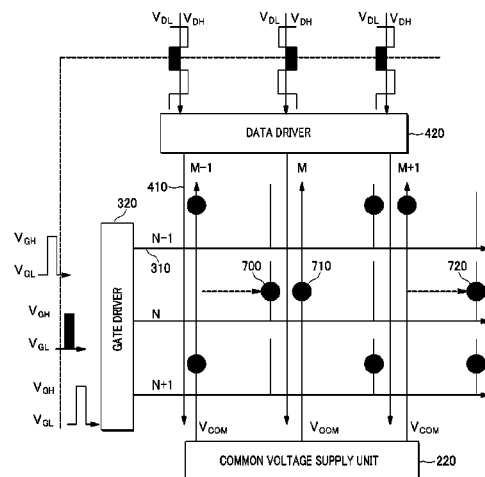 VDL VDH VDL VDH VDL VDH
DATA DRIVER
420
M-1 M M+1
410
320
VGH
VGL
N-1
310
700 710 720
VGH
VGL
N
GATE DRIVER
VGH
VGL
N+1
VCOM VCOM VCOM
COMMON VOLTAGE SUPPLY UNIT
220